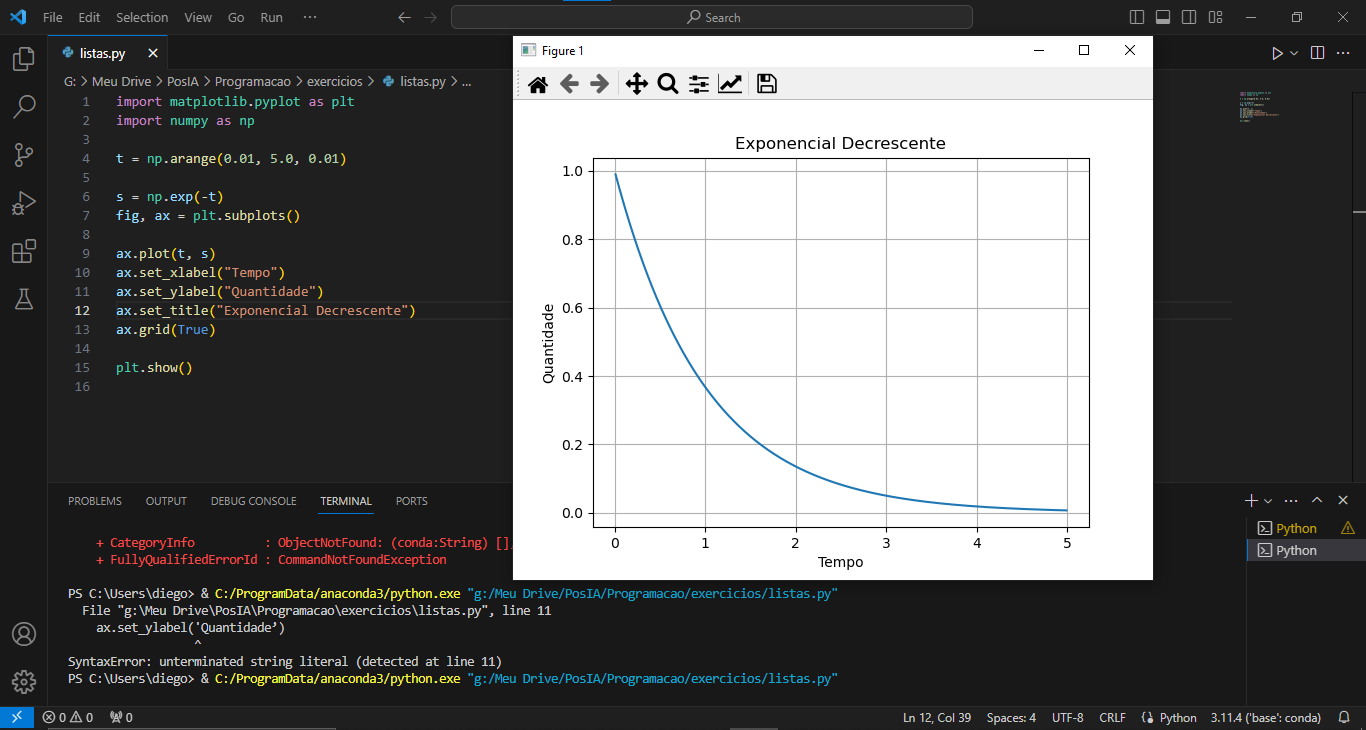 File Edit Selection View Go Run ··· Search
listas.py
G: > Meu Drive > PosIA > Programacao > exercicios > listas.py > ...
1 import matplotlib.pyplot as plt
2 import numpy as np
3
4 t = np.arange(0.01, 5.0, 0.01)
5
6 s = np.exp(-t)
7 fig, ax = plt.subplots()
8
9 ax.plot(t, s)
10 ax.set_xlabel("Tempo")
11 ax.set_ylabel("Quantidade")
12 ax.set_title("Exponencial Decrescente")
13 ax.grid(True)
14
15 plt.show()
16
Figure 1
Exponencial Decrescente
1.0
0.8
0.6
0.4
0.2
0.0
Quantidade
0 1 2 3 4 5
Tempo
PROBLEMS OUTPUT DEBUG CONSOLE TERMINAL PORTS
+ CategoryInfo : ObjectNotFound: (conda:String) [],
+ FullyQualifiedErrorId : CommandNotFoundException
PS C:\Users\diego> & C:/ProgramData/anaconda3/python.exe "g:/Meu Drive/PosIA/Programacao/exercicios/listas.py"
File "g:\Meu Drive\PosIA\Programacao\exercicios\listas.py", line 11
ax.set_ylabel('Quantidade’)
^
SyntaxError: unterminated string literal (detected at line 11)
PS C:\Users\diego> & C:/ProgramData/anaconda3/python.exe "g:/Meu Drive/PosIA/Programacao/exercicios/listas.py"
Python
Python
0 0 0 Ln 12, Col 39 Spaces: 4 UTF-8 CRLF Python 3.11.4 ('base': conda)